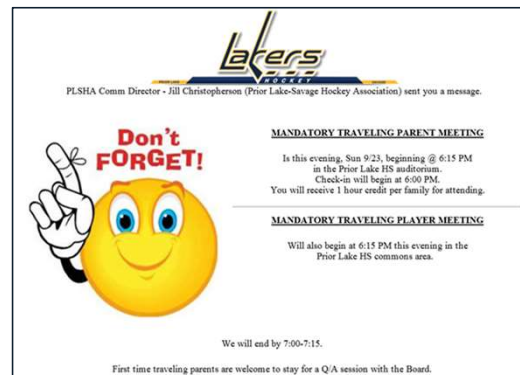 Lakers
HOCKEY
PLSHA Comm Director - Jill Christopherson (Prior Lake-Savage Hockey Association) sent you a message.
Don't
FORGET!
MANDATORY TRAVELING PARENT MEETING
Is this evening, Sun 9/23, beginning @ 6:15 PM
in the Prior Lake HS auditorium.
Check-in will begin at 6:00 PM.
You will receive 1 hour credit per family for attending.
MANDATORY TRAVELING PLAYER MEETING
Will also begin at 6:15 PM this evening in the
Prior Lake HS commons area.
We will end by 7:00-7:15.
First time traveling parents are welcome to stay for a Q/A session with the Board.